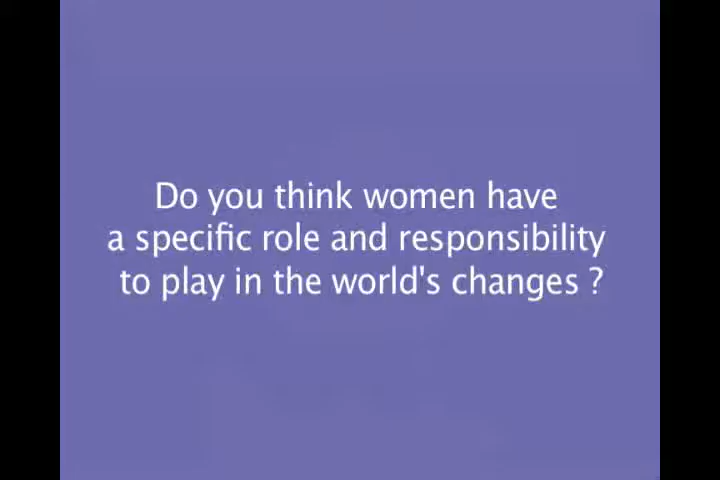 Do you think women have
a specific role and responsibility
to play in the world's changes ?